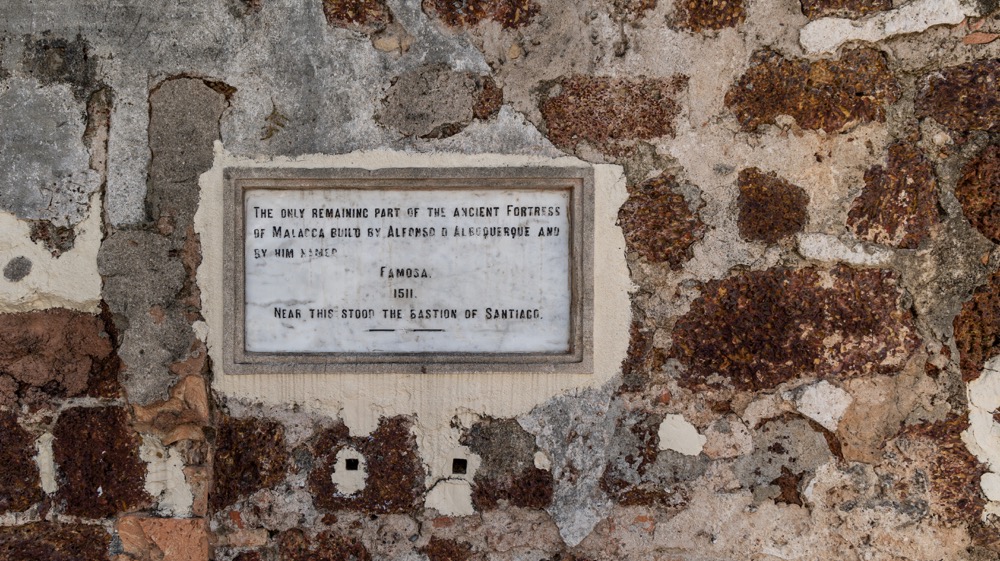 THE ONLY REMAINING PART OF THE ANCIENT FORTRESS
OF MALACCA BUILD BY ALFONSO D ALBOQUERQUE AND
BY HIM NAMED
FAMOSA.
1511.
NEAR THIS STOOD THE BASTION OF SANTIAGO.